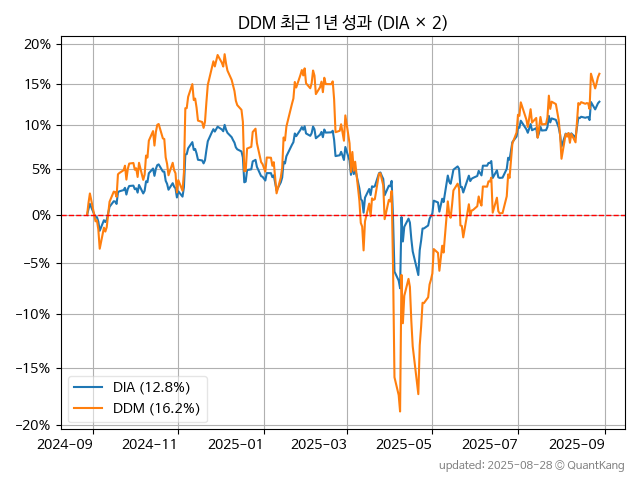 DDM 최근 1년 성과 (DIA × 2)
20%
15%
10%
5%
0%
−5%
−10%
−15%
−20%
DIA (12.8%)
DDM (16.2%)
2024-09 2024-11 2025-01 2025-03 2025-05 2025-07 2025-09
updated: 2025-08-28 © QuantKang